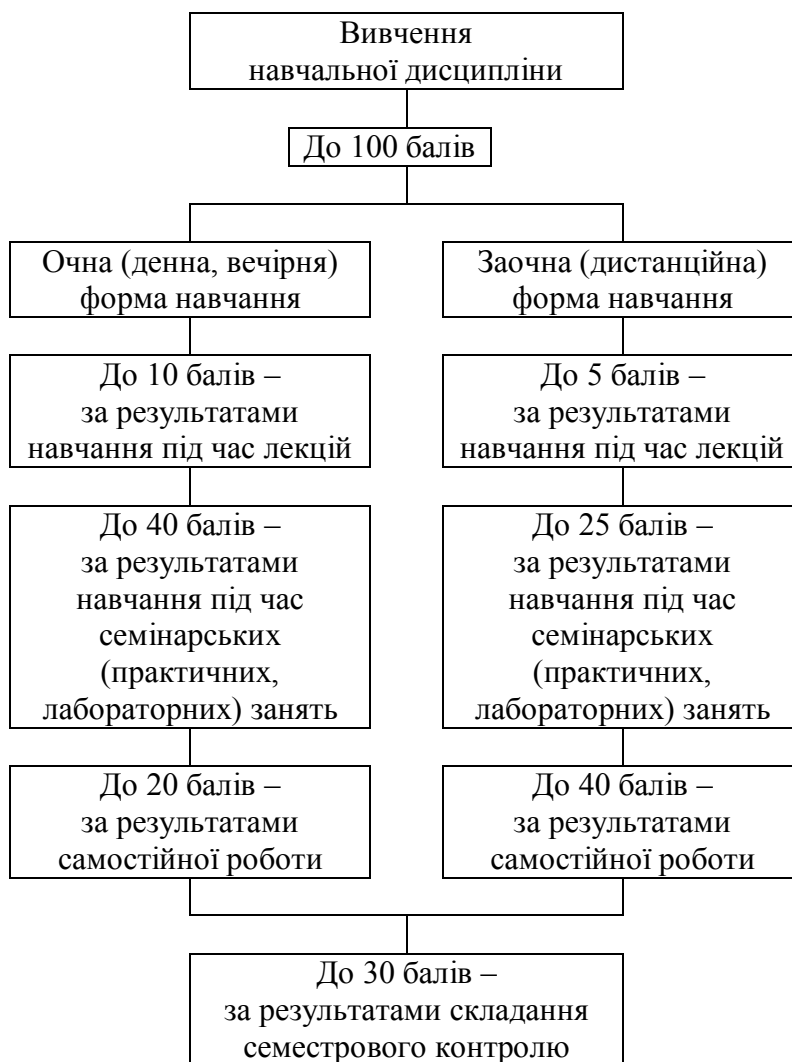 Вивчення
навчальної дисципліни
До 100 балів
Очна (денна, вечірня)
форма навчання
До 10 балів –
за результатами
навчання під час лекцій
До 40 балів –
за результатами
навчання під час
семінарських
(практичних,
лабораторних) занять
До 20 балів –
за результатами
самостійної роботи
Заочна (дистанційна)
форма навчання
До 5 балів –
за результатами
навчання під час лекцій
До 25 балів –
за результатами
навчання під час
семінарських
(практичних,
лабораторних) занять
До 40 балів –
за результатами
самостійної роботи
До 30 балів –
за результатами складання
семестрового контролю